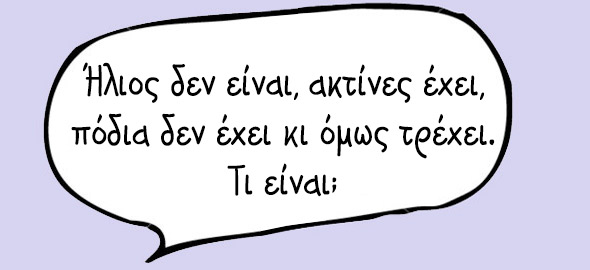 Ήλιος δεν είναι, ακτίνες έχει,
πόδια δεν έχει κι όμως τρέχει.
Τι είναι;